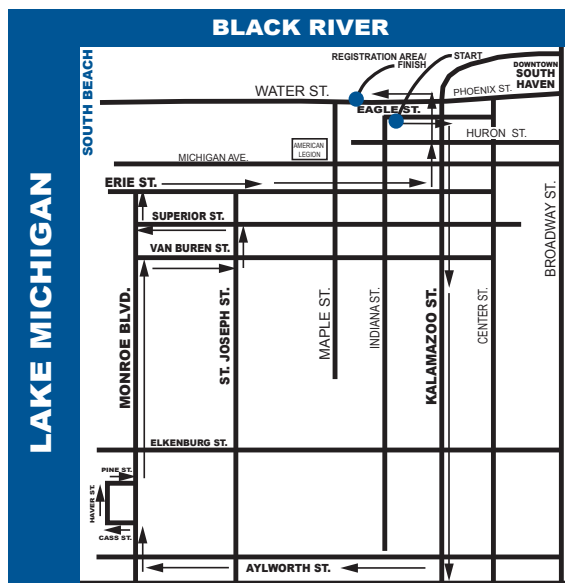 BLACK RIVER
SOUTH BEACH
LAKE MICHIGAN
REGISTRATION AREA/
FINISH
START
DOWNTOWN
SOUTH
HAVEN
WATER ST.
PHOENIX ST.
EAGLE ST.
HURON ST.
AMERICAN
LEGION
MICHIGAN AVE.
ERIE ST.
SUPERIOR ST.
VAN BUREN ST.
MONROE BLVD.
ST. JOSEPH ST.
MAPLE ST.
INDIANA ST.
KALAMAZOO ST.
CENTER ST.
BROADWAY ST.
ELKENBURG ST.
PINE ST.
HAVER ST.
CASS ST.
AYLWORTH ST.